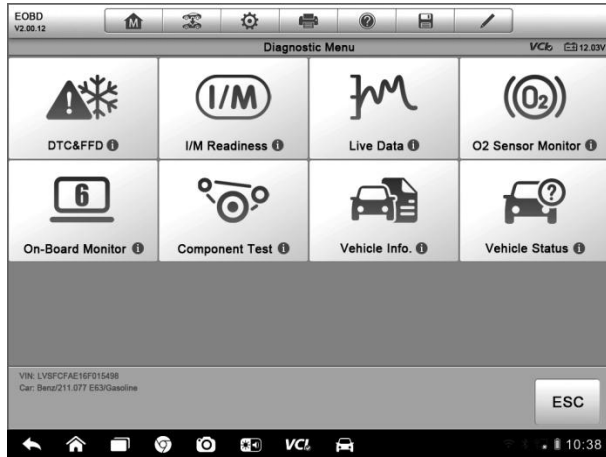 EOBD
V2.00.12
M
?
Diagnostic Menu
VCI 12.03V
I/M
O2
DTC&FFD i
I/M Readiness i
Live Data i
O2 Sensor Monitor i
6
?
On-Board Monitor i
Component Test i
Vehicle Info. i
Vehicle Status i
VIN: LVSFCFAE16F015498
Car: Benz/211.077 E63/Gasoline
ESC
VCI
10:38